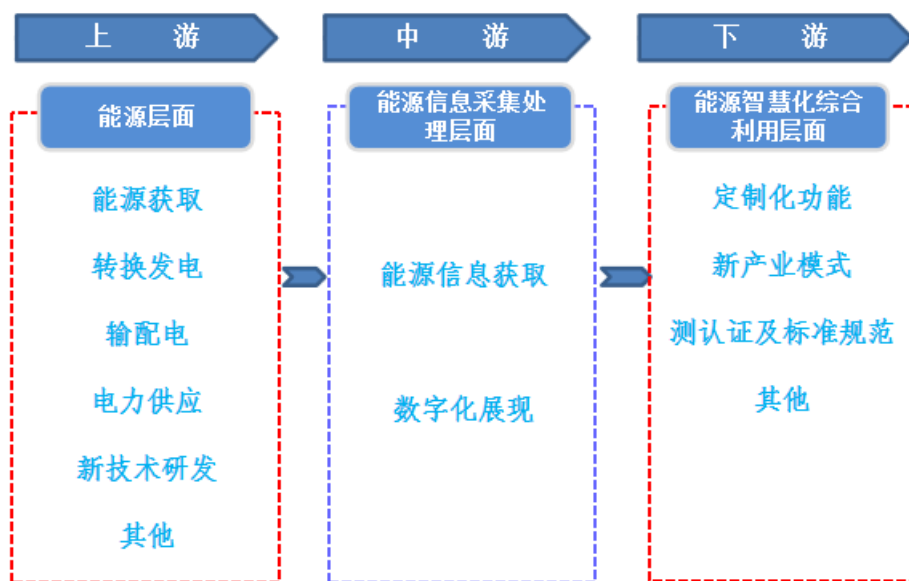 上 游
中 游
下 游
能源层面
能源信息采集处
理层面
能源智慧化综合
利用层面
能源获取
转换发电
输配电
电力供应
新技术研发
其他
能源信息获取
数字化展现
定制化功能
新产业模式
测认证及标准规范
其他